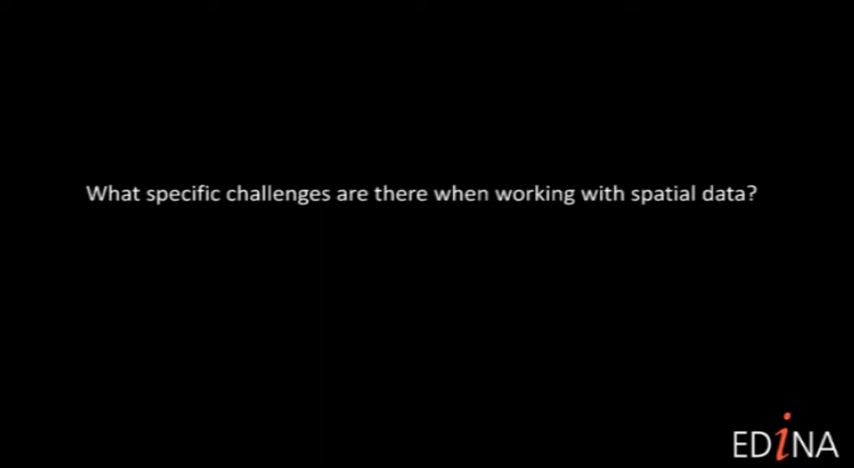 What specific challenges are there when working with spatial data?
EDiNA